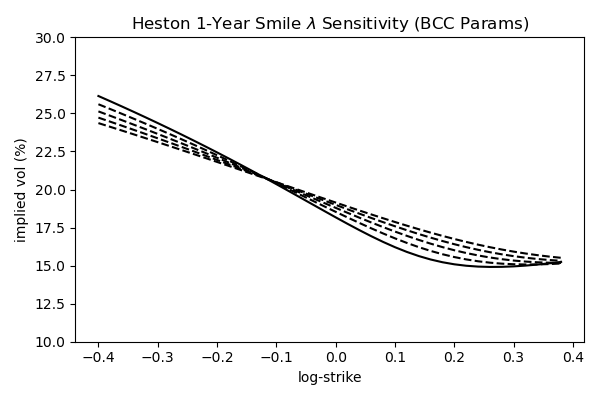 Heston 1-Year Smile λ Sensitivity (BCC Params)
30.0
27.5
25.0
22.5
20.0
17.5
15.0
12.5
10.0
implied vol (%)
−0.4 −0.3 −0.2 −0.1 0.0 0.1 0.2 0.3 0.4
log-strike